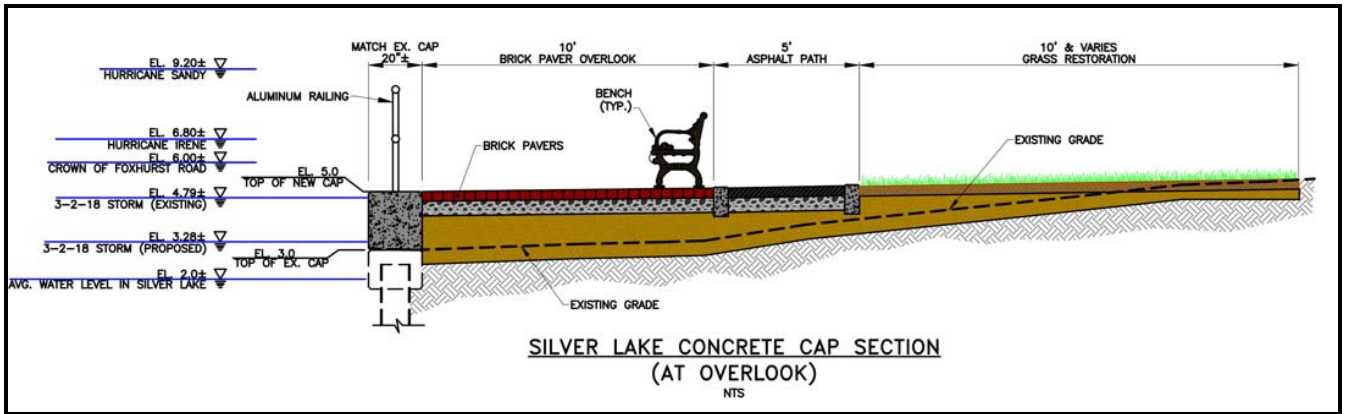 EL. 9.20±
HURRICANE SANDY
EL. 6.80±
HURRICANE IRENE
EL. 6.00±
CROWN OF FOXHURST ROAD
EL. 5.0
TOP OF NEW CAP
EL. 4.79±
3-2-18 STORM (EXISTING)
EL. 3.28±
3-2-18 STORM (PROPOSED)
EL. 3.0
TOP OF EX. CAP
EL. 2.0±
AVG. WATER LEVEL IN SILVER LAKE
MATCH EX. CAP
20"±
10'
BRICK PAVER OVERLOOK
5'
ASPHALT PATH
10' & VARIES
GRASS RESTORATION
ALUMINUM RAILING
BENCH
(TYP.)
BRICK PAVERS
EXISTING GRADE
EXISTING GRADE
SILVER LAKE CONCRETE CAP SECTION
(AT OVERLOOK)
NTS